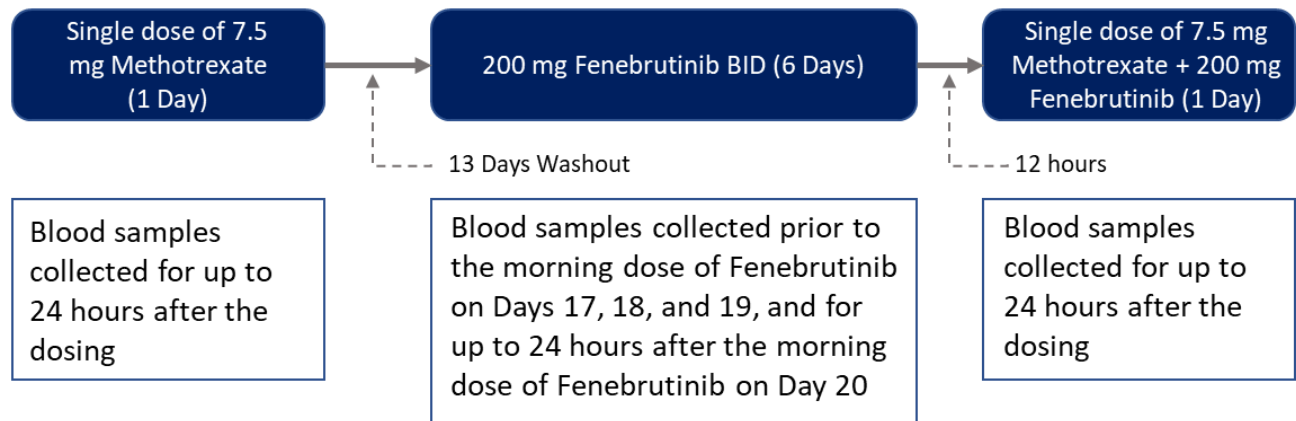 Single dose of 7.5
mg Methotrexate
(1 Day)
200 mg Fenebrutinib BID (6 Days)
Single dose of 7.5 mg
Methotrexate + 200 mg
Fenebrutinib (1 Day)
13 Days Washout
12 hours
Blood samples
collected for up to
24 hours after the
dosing
Blood samples collected prior to
the morning dose of Fenebrutinib
on Days 17, 18, and 19, and for
up to 24 hours after the morning
dose of Fenebrutinib on Day 20
Blood samples
collected for up to
24 hours after the
dosing